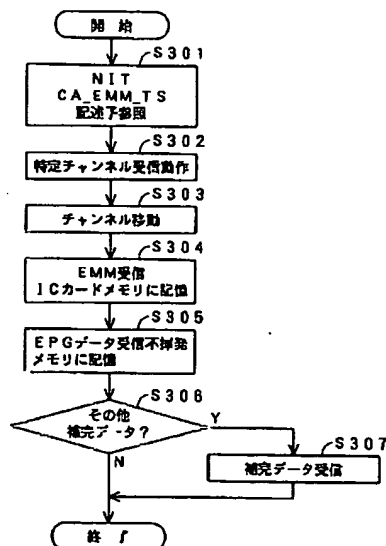 開始
S301
NIT
CA_EMM_TS
記述子参照
S302
特定チャンネル受信動作
S303
チャンネル移動
S304
EMM受信
ICカードメモリに記憶
S305
EPGデータ受信不揮発
メモリに記憶
S306
その他
補完データ?
Y
N
S307
補完データ受信
終了